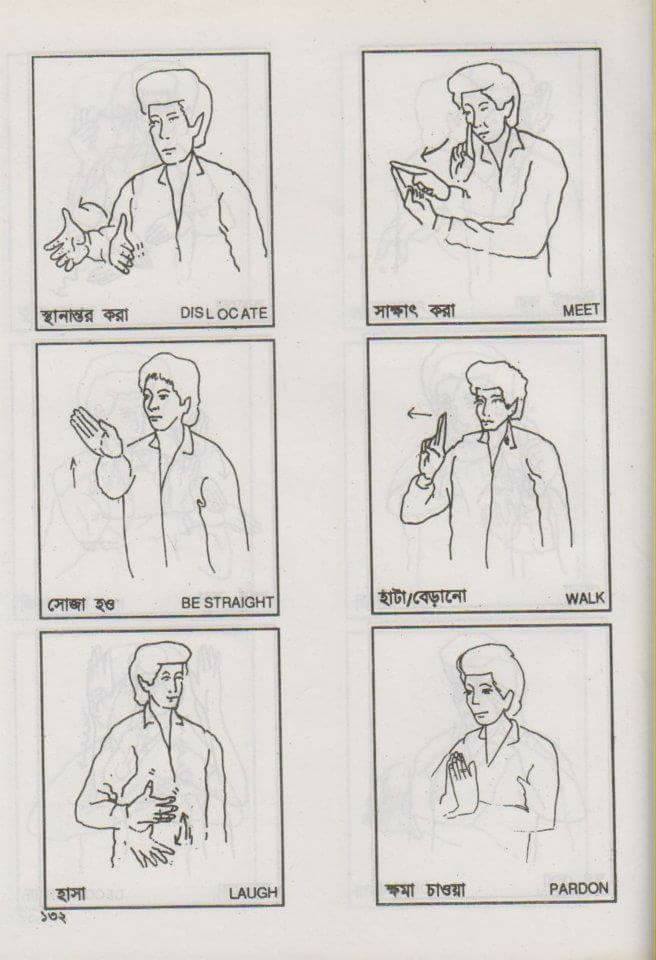 স্থানান্তর করা DISLOCATE
সাক্ষাৎ করা MEET
সোজা হও BE STRAIGHT
হাটা/বেড়ানো WALK
হাসা LAUGH
ক্ষমা চাওয়া PARDON
১৩২